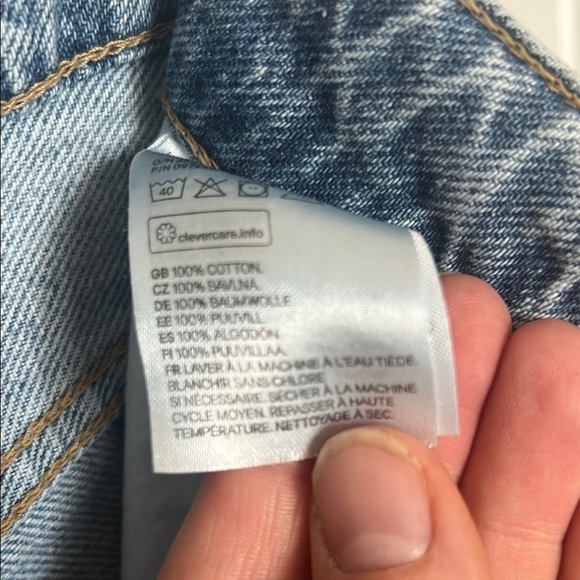 40
clevercare.info
GB 100% COTTON.
CZ 100% BAVLNA.
DE 100% BAUMWOLLE
EE 100% PUUVILL.
ES 100% ALGODÓN.
FI 100% PUUVILLAA.
FR LAVER À LA MACHINE À L'EAU TIÈDE.
BLANCHIR SANS CHLORE.
SI NÉCESSAIRE. SÉCHER À LA MACHINE
CYCLE MOYEN. REPASSER À HAUTE
TEMPÉRATURE. NETTOYAGE À SEC.